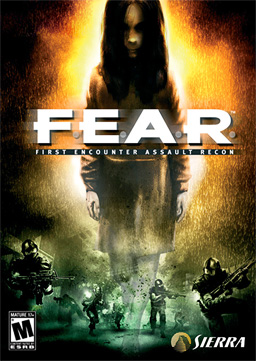 F.E.A.R.
FIRST ENCOUNTER ASSAULT RECON
MATURE 17+
M
ESRB
SIERRA